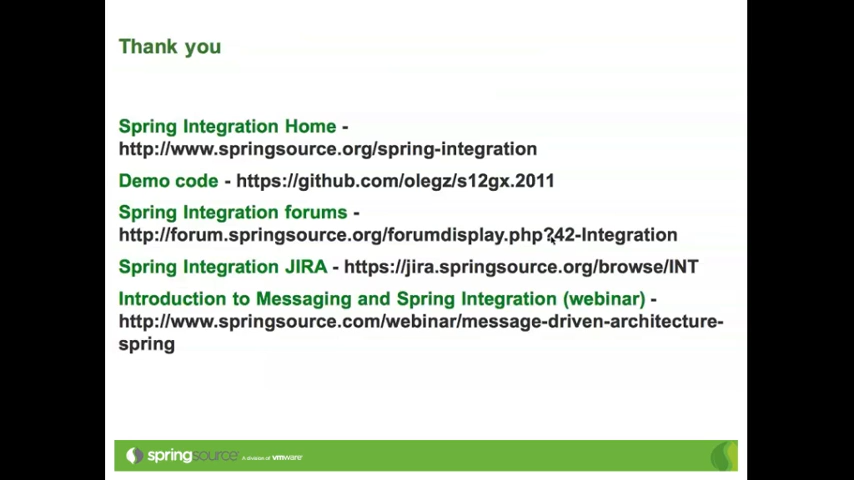 Thank you
Spring Integration Home -
http://www.springsource.org/spring-integration
Demo code - https://github.com/olegz/s12gx.2011
Spring Integration forums -
http://forum.springsource.org/forumdisplay.php?42-Integration
Spring Integration JIRA - https://jira.springsource.org/browse/INT
Introduction to Messaging and Spring Integration (webinar) -
http://www.springsource.com/webinar/message-driven-architecture-
spring
springsource A division of vmware